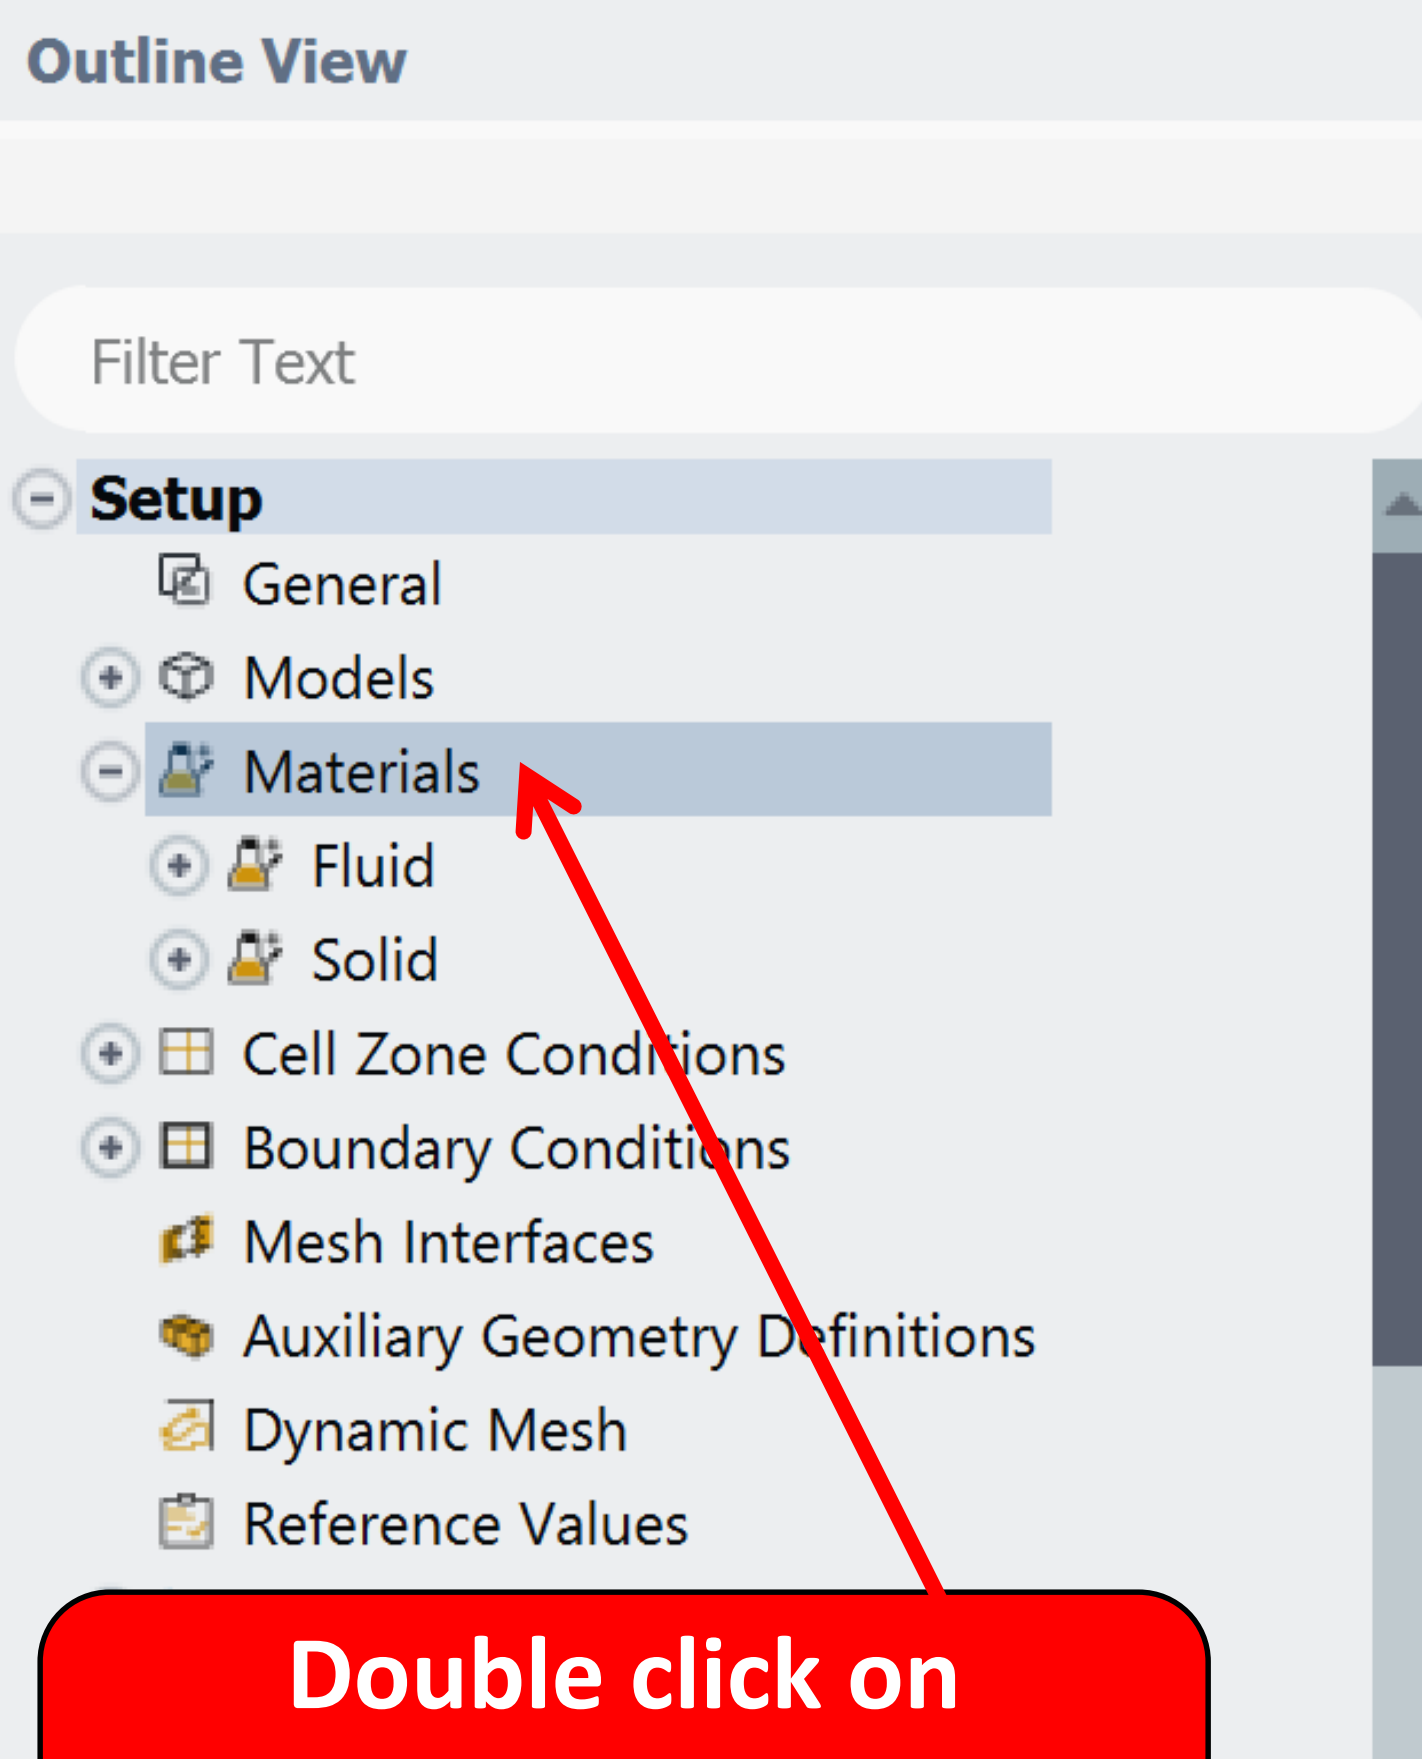 Outline View
Filter Text
Setup
General
Models
Materials
Fluid
Solid
Cell Zone Conditions
Boundary Conditions
Mesh Interfaces
Auxiliary Geometry Definitions
Dynamic Mesh
Reference Values
Double click on